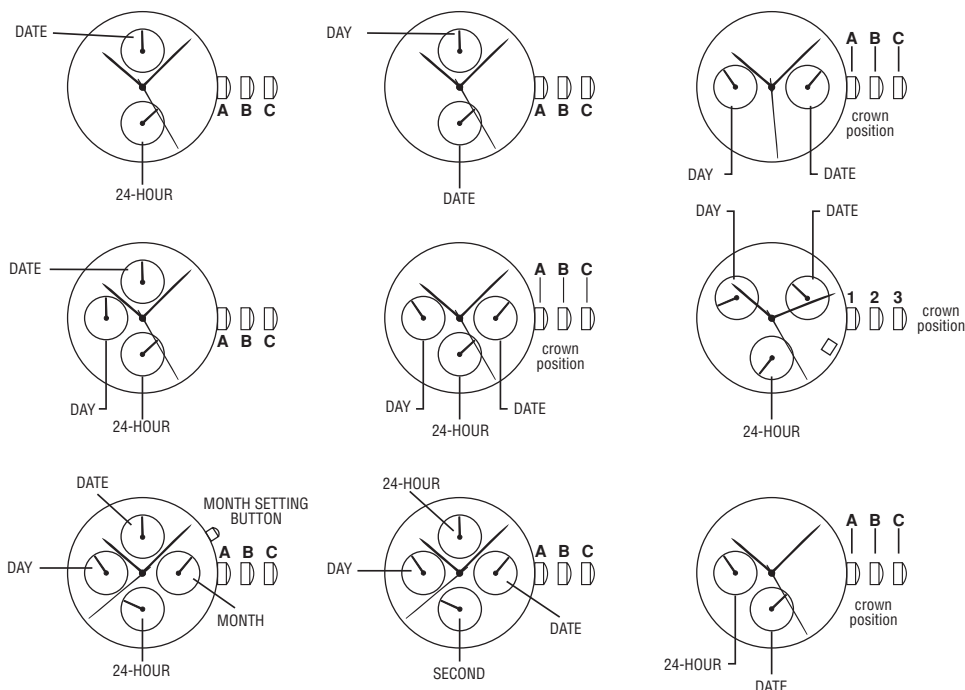 DATE
A B C
24-HOUR
DAY
A B C
DATE
A B C
crown
position
DAY
DATE
DATE
A B C
DAY
24-HOUR
A B C
crown
position
DAY
DATE
24-HOUR
DAY
DATE
1 2 3
crown
position
24-HOUR
DATE
MONTH SETTING
BUTTON
A B C
DAY
MONTH
24-HOUR
24-HOUR
A B C
DAY
DATE
SECOND
A B C
crown
position
24-HOUR
DATE